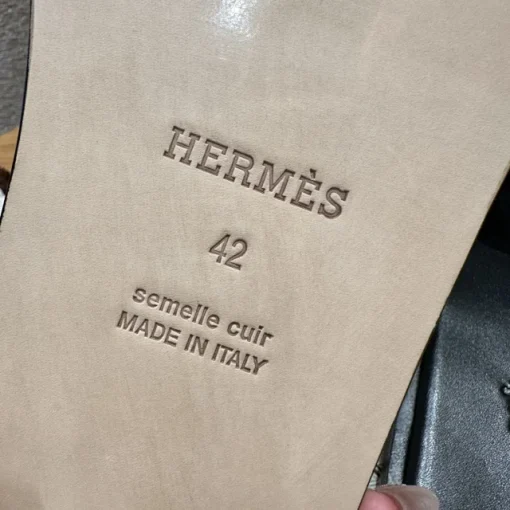 HERMÈS
42
semelle cuir
MADE IN ITALY